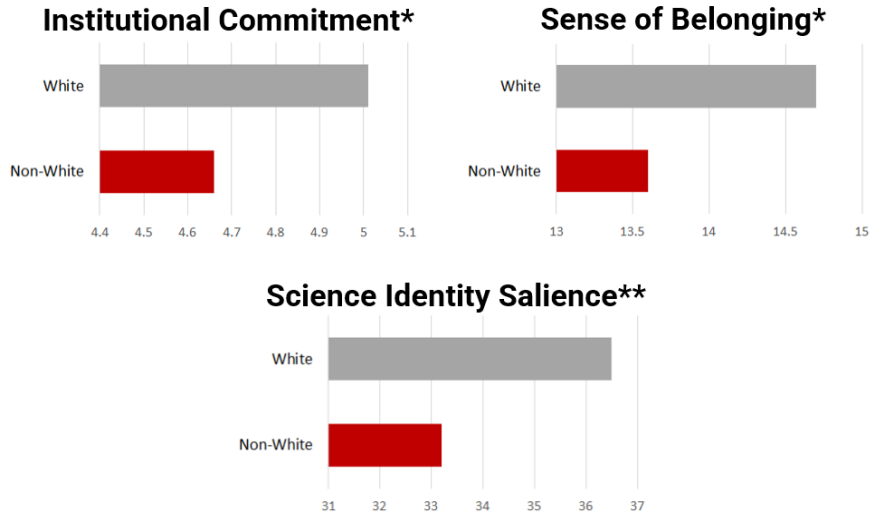 Institutional Commitment*
White
Non-White
4.4 4.5 4.6 4.7 4.8 4.9 5 5.1
Sense of Belonging*
White
Non-White
13 13.5 14 14.5 15
Science Identity Salience**
White
Non-White
31 32 33 34 35 36 37